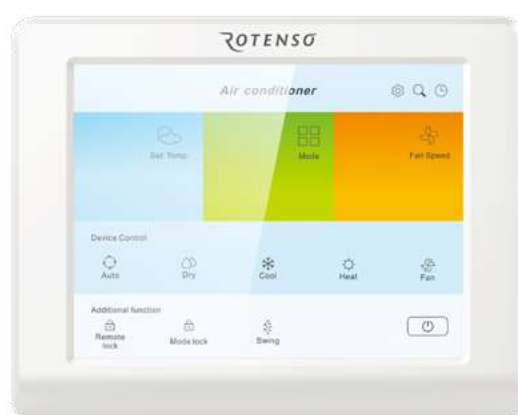 ROTENSO
Air conditioner
Set Temp.
Mode
Fan Speed
Device Control
Auto
Dry
Cool
Heat
Fan
Additional function
Remote
lock
Mode lock
Swing